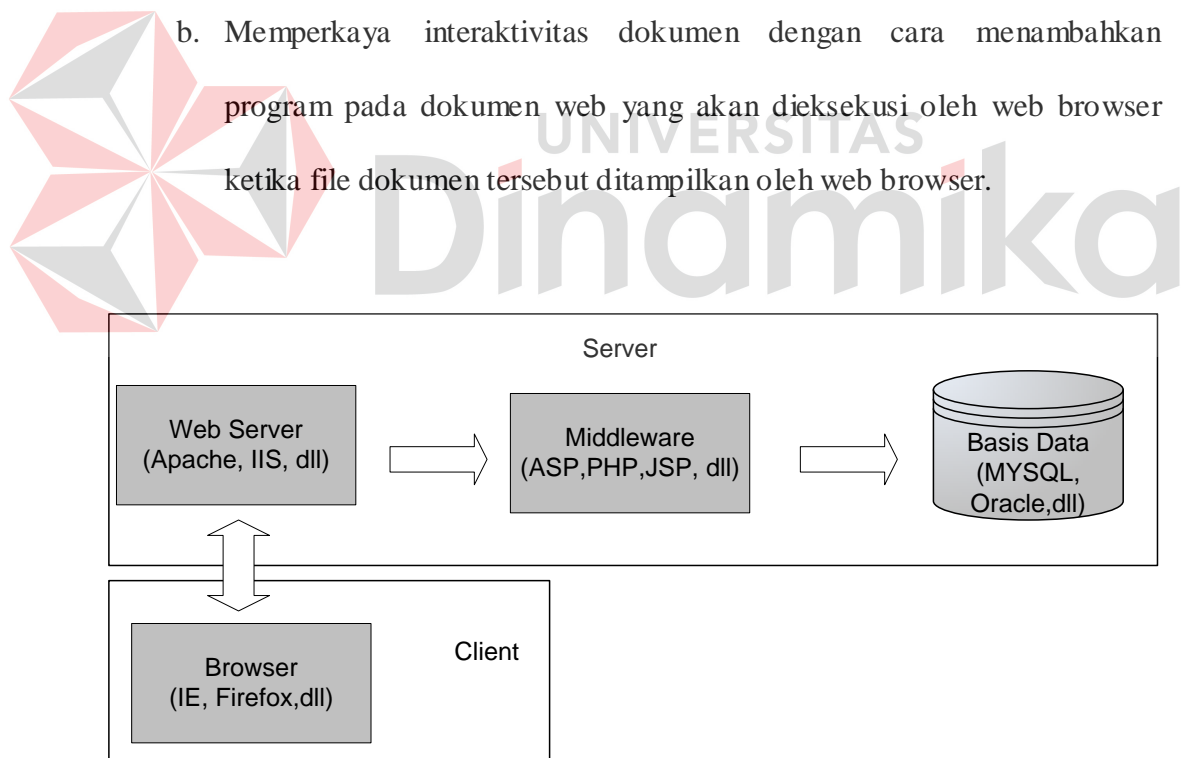 b. Memperkaya interaktivitas dokumen dengan cara menambahkan
program pada dokumen web yang akan dieksekusi oleh web browser
ketika file dokumen tersebut ditampilkan oleh web browser.
UNIVERSITAS
Dinamika
Server
Web Server
(Apache, IIS, dll)
Middleware
(ASP,PHP,JSP, dll)
Basis Data
(MYSQL,
Oracle,dll)
Client
Browser
(IE, Firefox,dll)